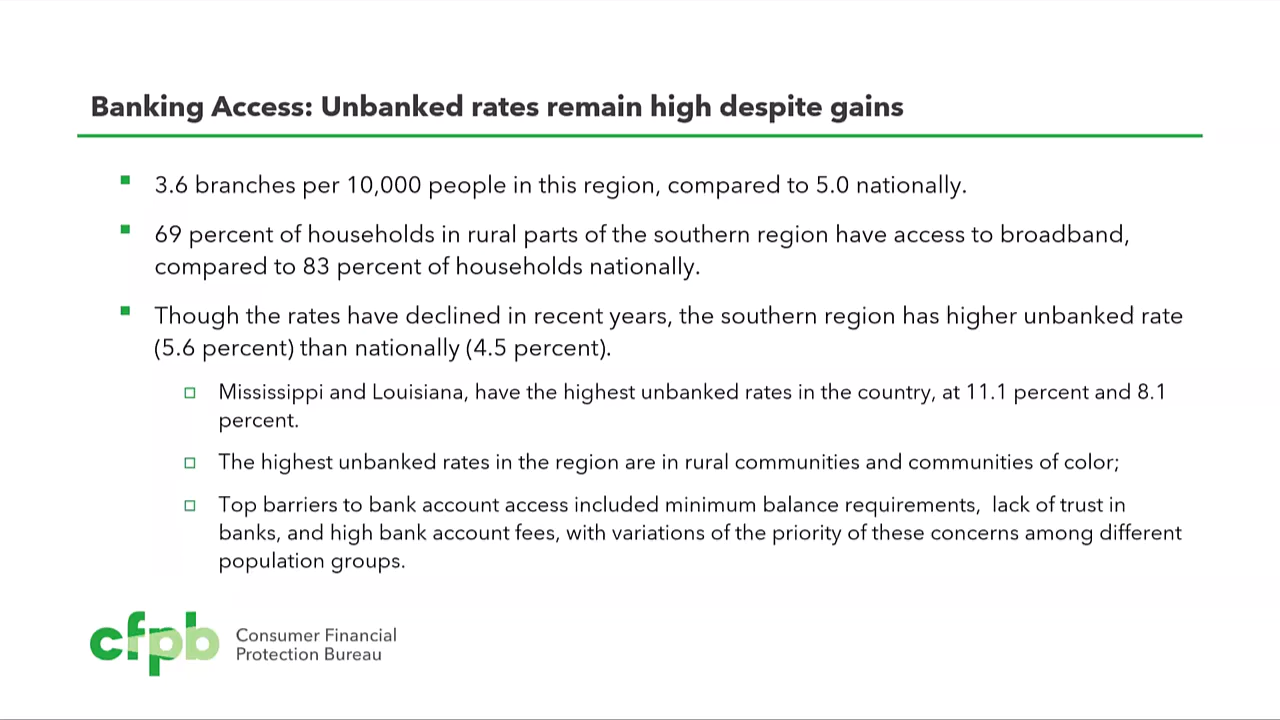 Banking Access: Unbanked rates remain high despite gains
3.6 branches per 10,000 people in this region, compared to 5.0 nationally.
69 percent of households in rural parts of the southern region have access to broadband,
compared to 83 percent of households nationally.
Though the rates have declined in recent years, the southern region has higher unbanked rate
(5.6 percent) than nationally (4.5 percent).
Mississippi and Louisiana, have the highest unbanked rates in the country, at 11.1 percent and 8.1
percent.
The highest unbanked rates in the region are in rural communities and communities of color;
Top barriers to bank account access included minimum balance requirements,  lack of trust in
banks, and high bank account fees, with variations of the priority of these concerns among different
population groups.
cfpb
Consumer Financial
Protection Bureau